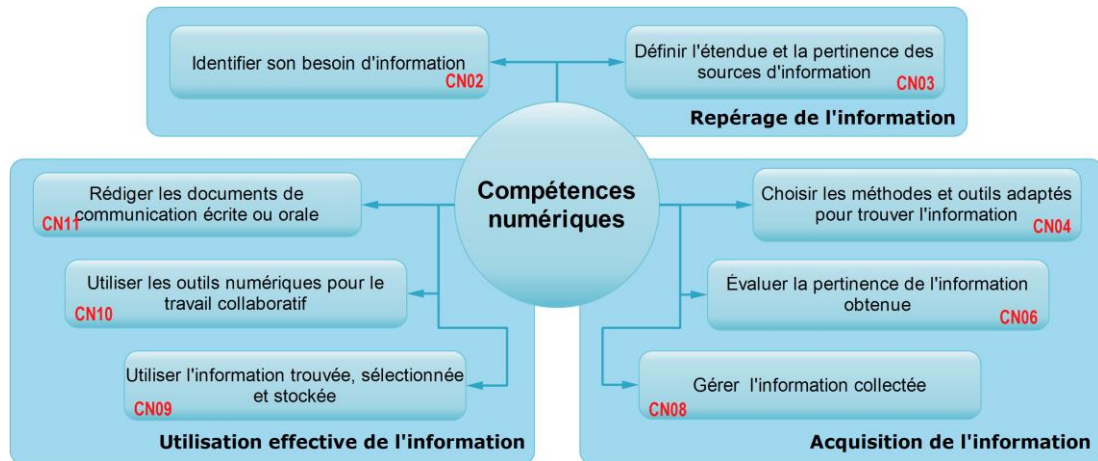 Identifier son besoin d'information
CN02
Définir l'étendue et la pertinence des
sources d'information
CN03
Repérage de l'information
Compétences
numériques
Rédiger les documents de
communication écrite ou orale
CN11
Utiliser les outils numériques pour le
travail collaboratif
CN10
Utiliser l'information trouvée, sélectionnée
et stockée
CN09
Utilisation effective de l'information
Choisir les méthodes et outils adaptés
pour trouver l'information
CN04
Évaluer la pertinence de l'information
obtenue
CN06
Gérer l'information collectée
CN08
Acquisition de l'information